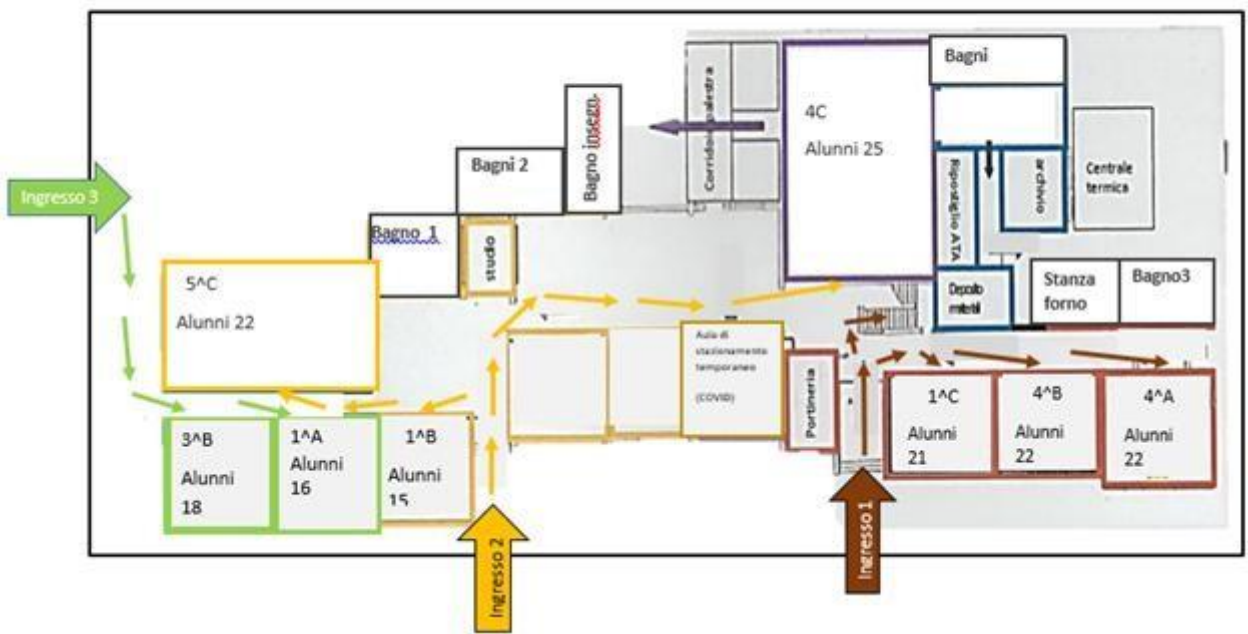 Bagni
4C
Alunni 25
Corridoio palestra
Bagno insegn.
Bagni 2
Ingresso 3
Bagno 1
studio
Ripostiglio ATA
archivio
Centrale
termica
5^C
Alunni 22
Deposito
Stanza
forno
Bagno3
Aula di
stazionamento
temporaneo
(COVID)
Portineria
3^B
Alunni
18
1^A
Alunni
16
1^B
Alunni
15
1^C
Alunni
21
4^B
Alunni
22
4^A
Alunni
22
Ingresso 2
Ingresso 1